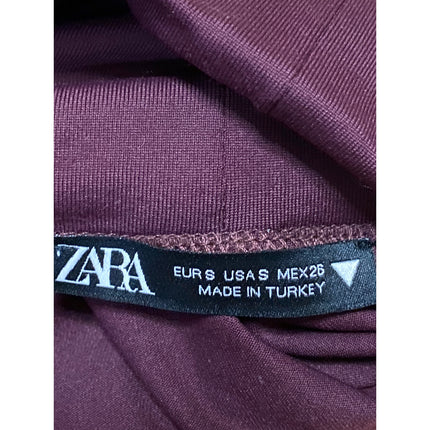 ZARA
EUR S USA S MEX 26
MADE IN TURKEY